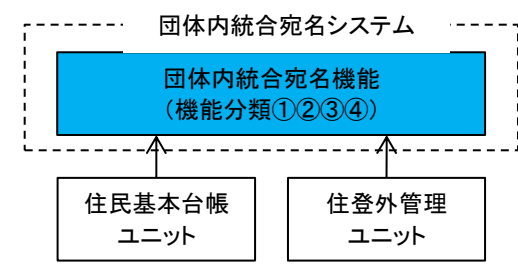 団体内統合宛名システム
団体内統合宛名機能
(機能分類①②③④)
住民基本台帳
ユニット
住登外管理
ユニット